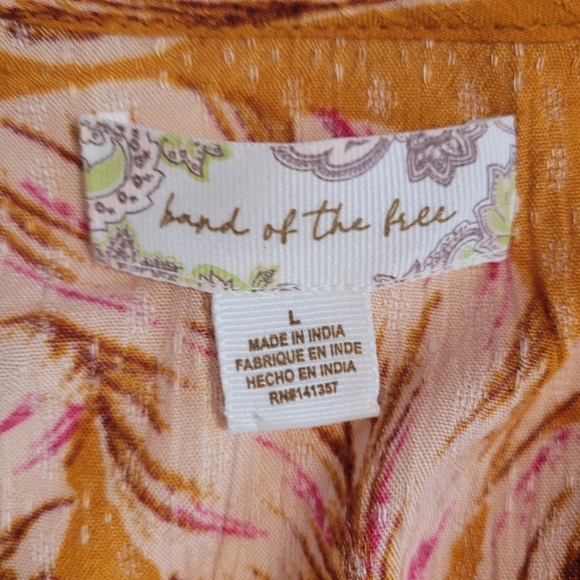 band of the free
L
MADE IN INDIA
FABRIQUE EN INDE
HECHO EN INDIA
RN#141357